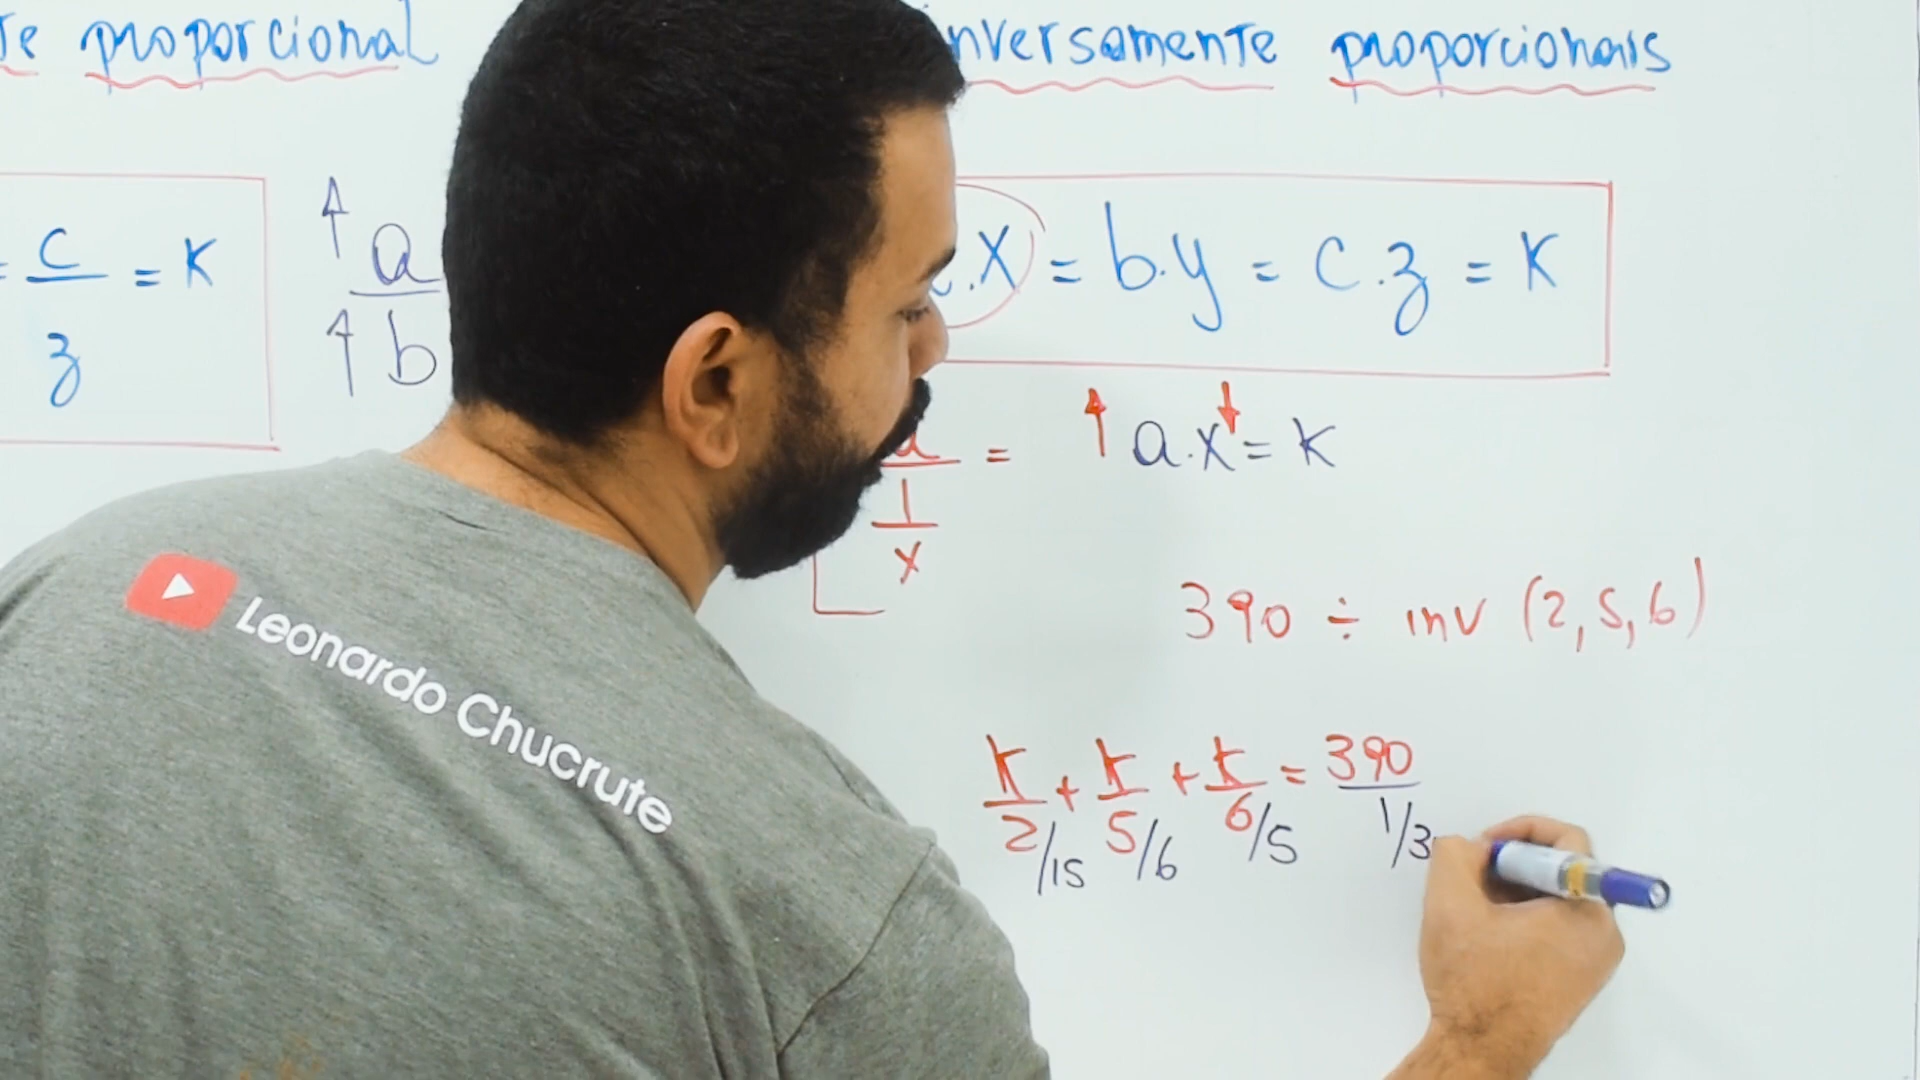 te proporcional
inversamente proporcionais
= c/z = K
↑a
↑b
.X = b.y = c.z = K
a/(1/x) = ↑a.x↓ = K
390 ÷ inv (2,5,6)
K/2 + K/5 + K/6 = 390/1
/15 /6 /5 /3
Leonardo Chucrute